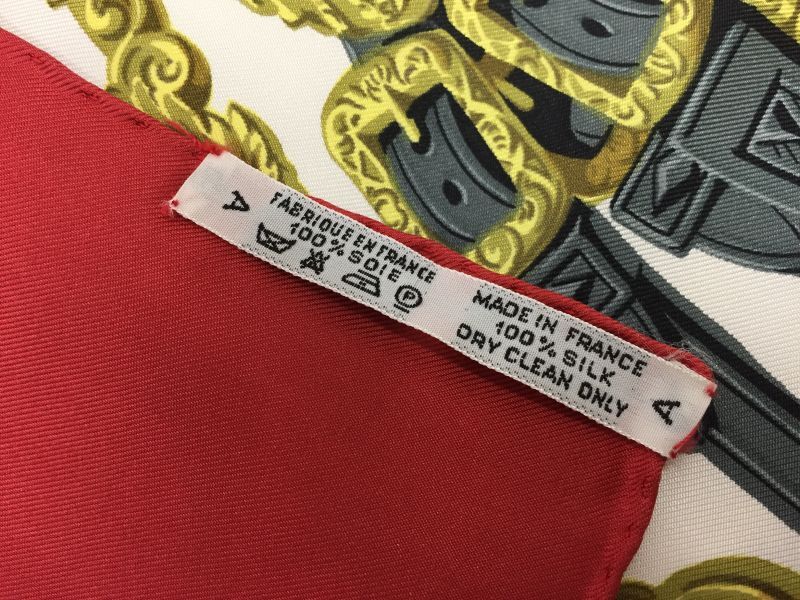 A
FABRIQUE EN FRANCE
100% SOIE
P
MADE IN FRANCE
100% SILK
DRY CLEAN ONLY
A